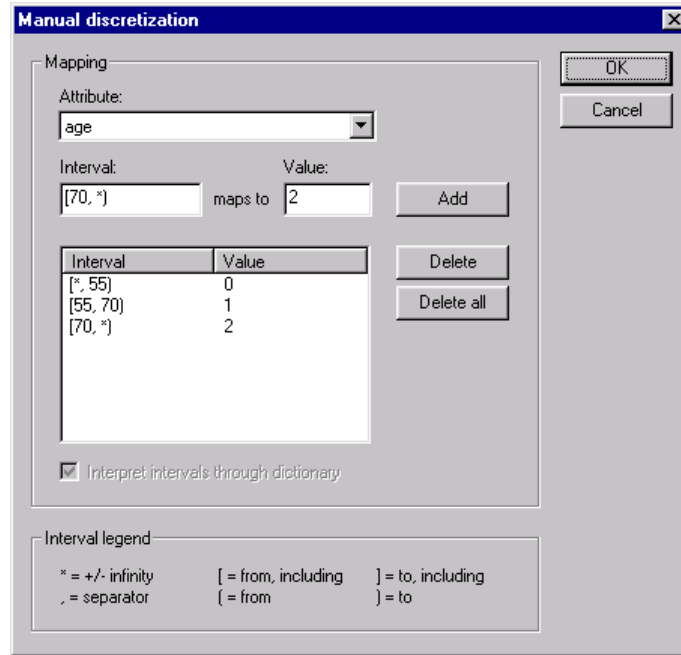 Manual discretization
Mapping
OK
Attribute:
Cancel
age
Interval: Value:
[70, *) maps to 2 Add
Interval Value Delete
[*, 55) 0
[55, 70) 1 Delete all
[70, *) 2
Interpret intervals through dictionary
Interval legend
* = +/- infinity [ = from, including ] = to, including
, = separator ( = from ) = to